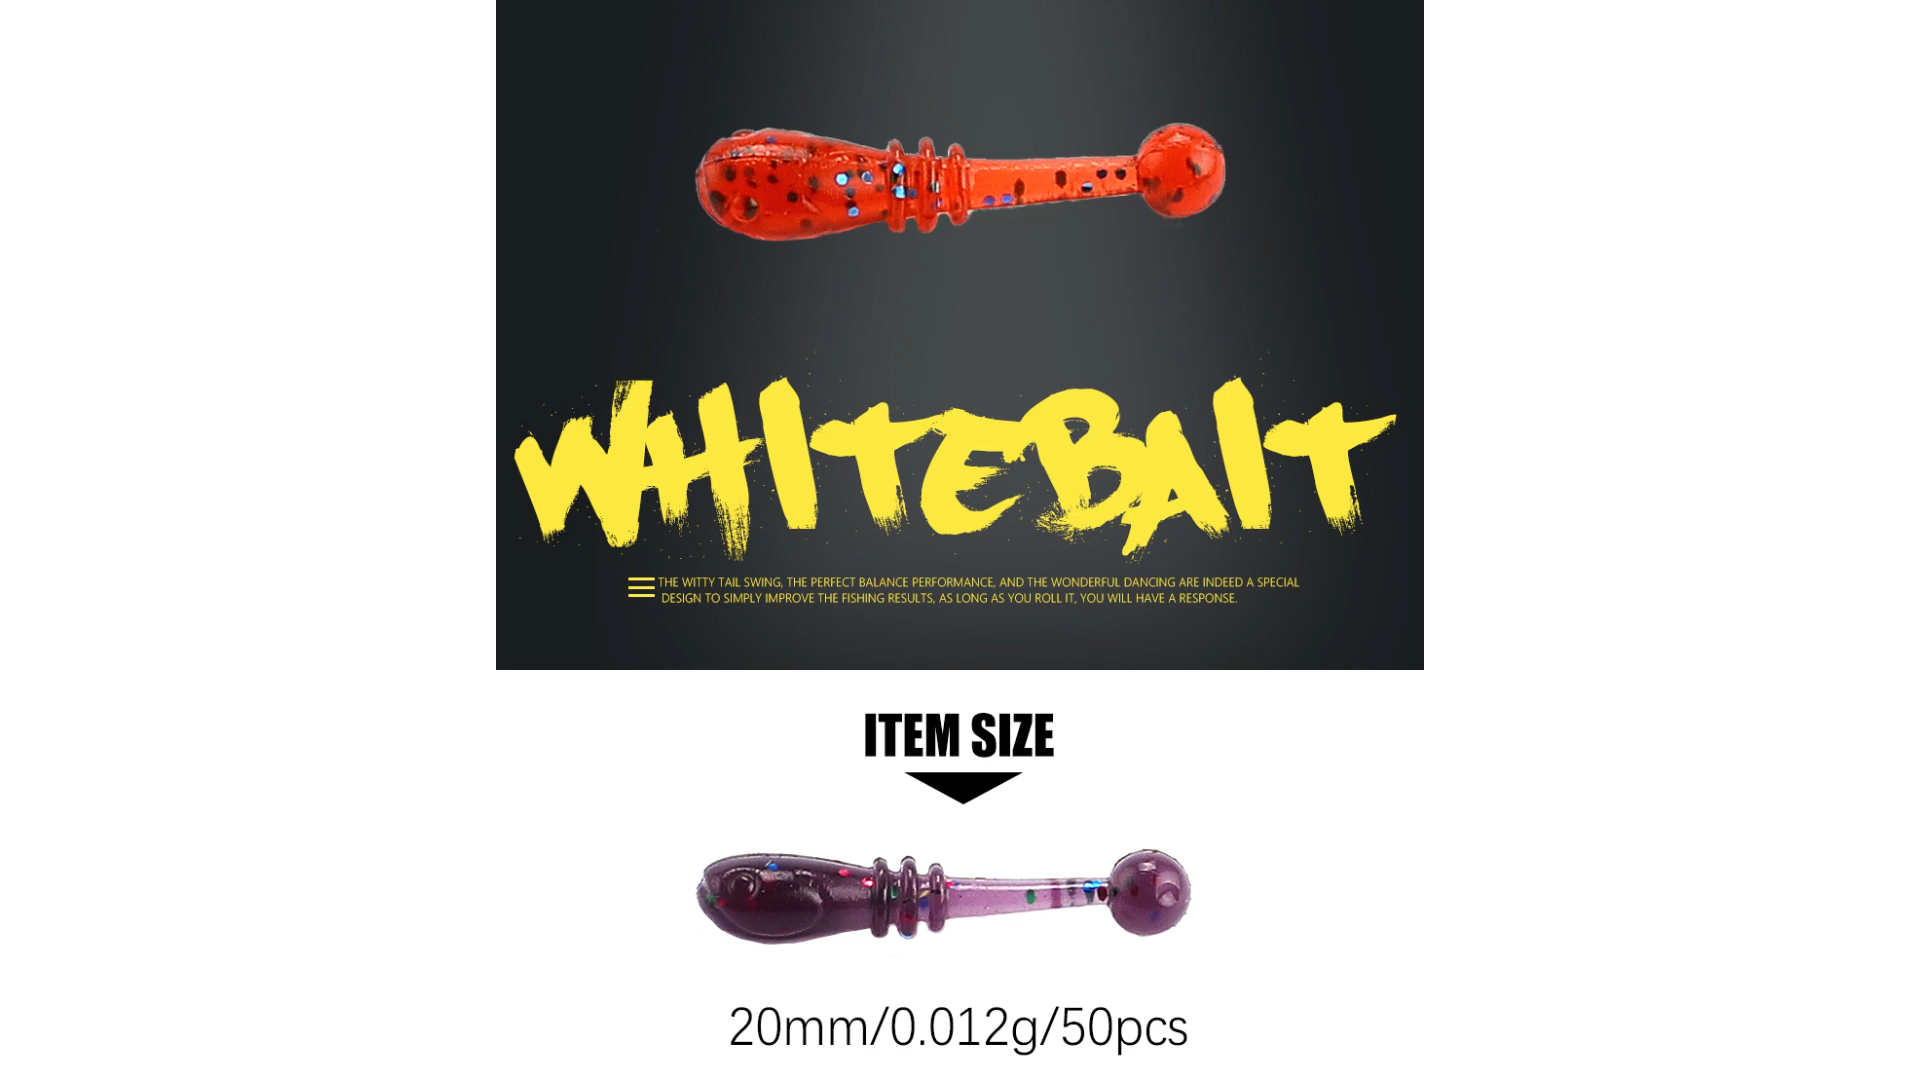 WHITEBAIT
THE WITTY TAIL SWING, THE PERFECT BALANCE PERFORMANCE, AND THE WONDERFUL DANCING ARE INDEED A SPECIAL
DESIGN TO SIMPLY IMPROVE THE FISHING RESULTS, AS LONG AS YOU ROLL IT, YOU WILL HAVE A RESPONSE.
ITEM SIZE
20mm/0.012g/50pcs